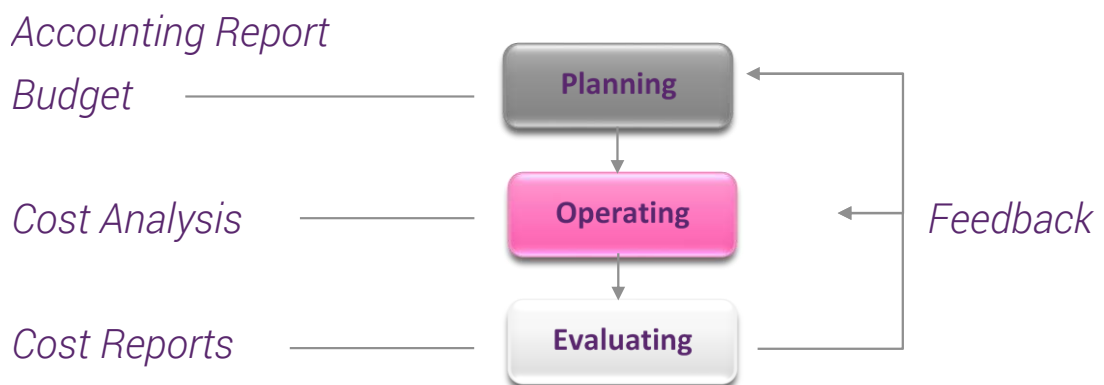 Accounting Report
Budget
Planning
Cost Analysis
Operating
Feedback
Cost Reports
Evaluating